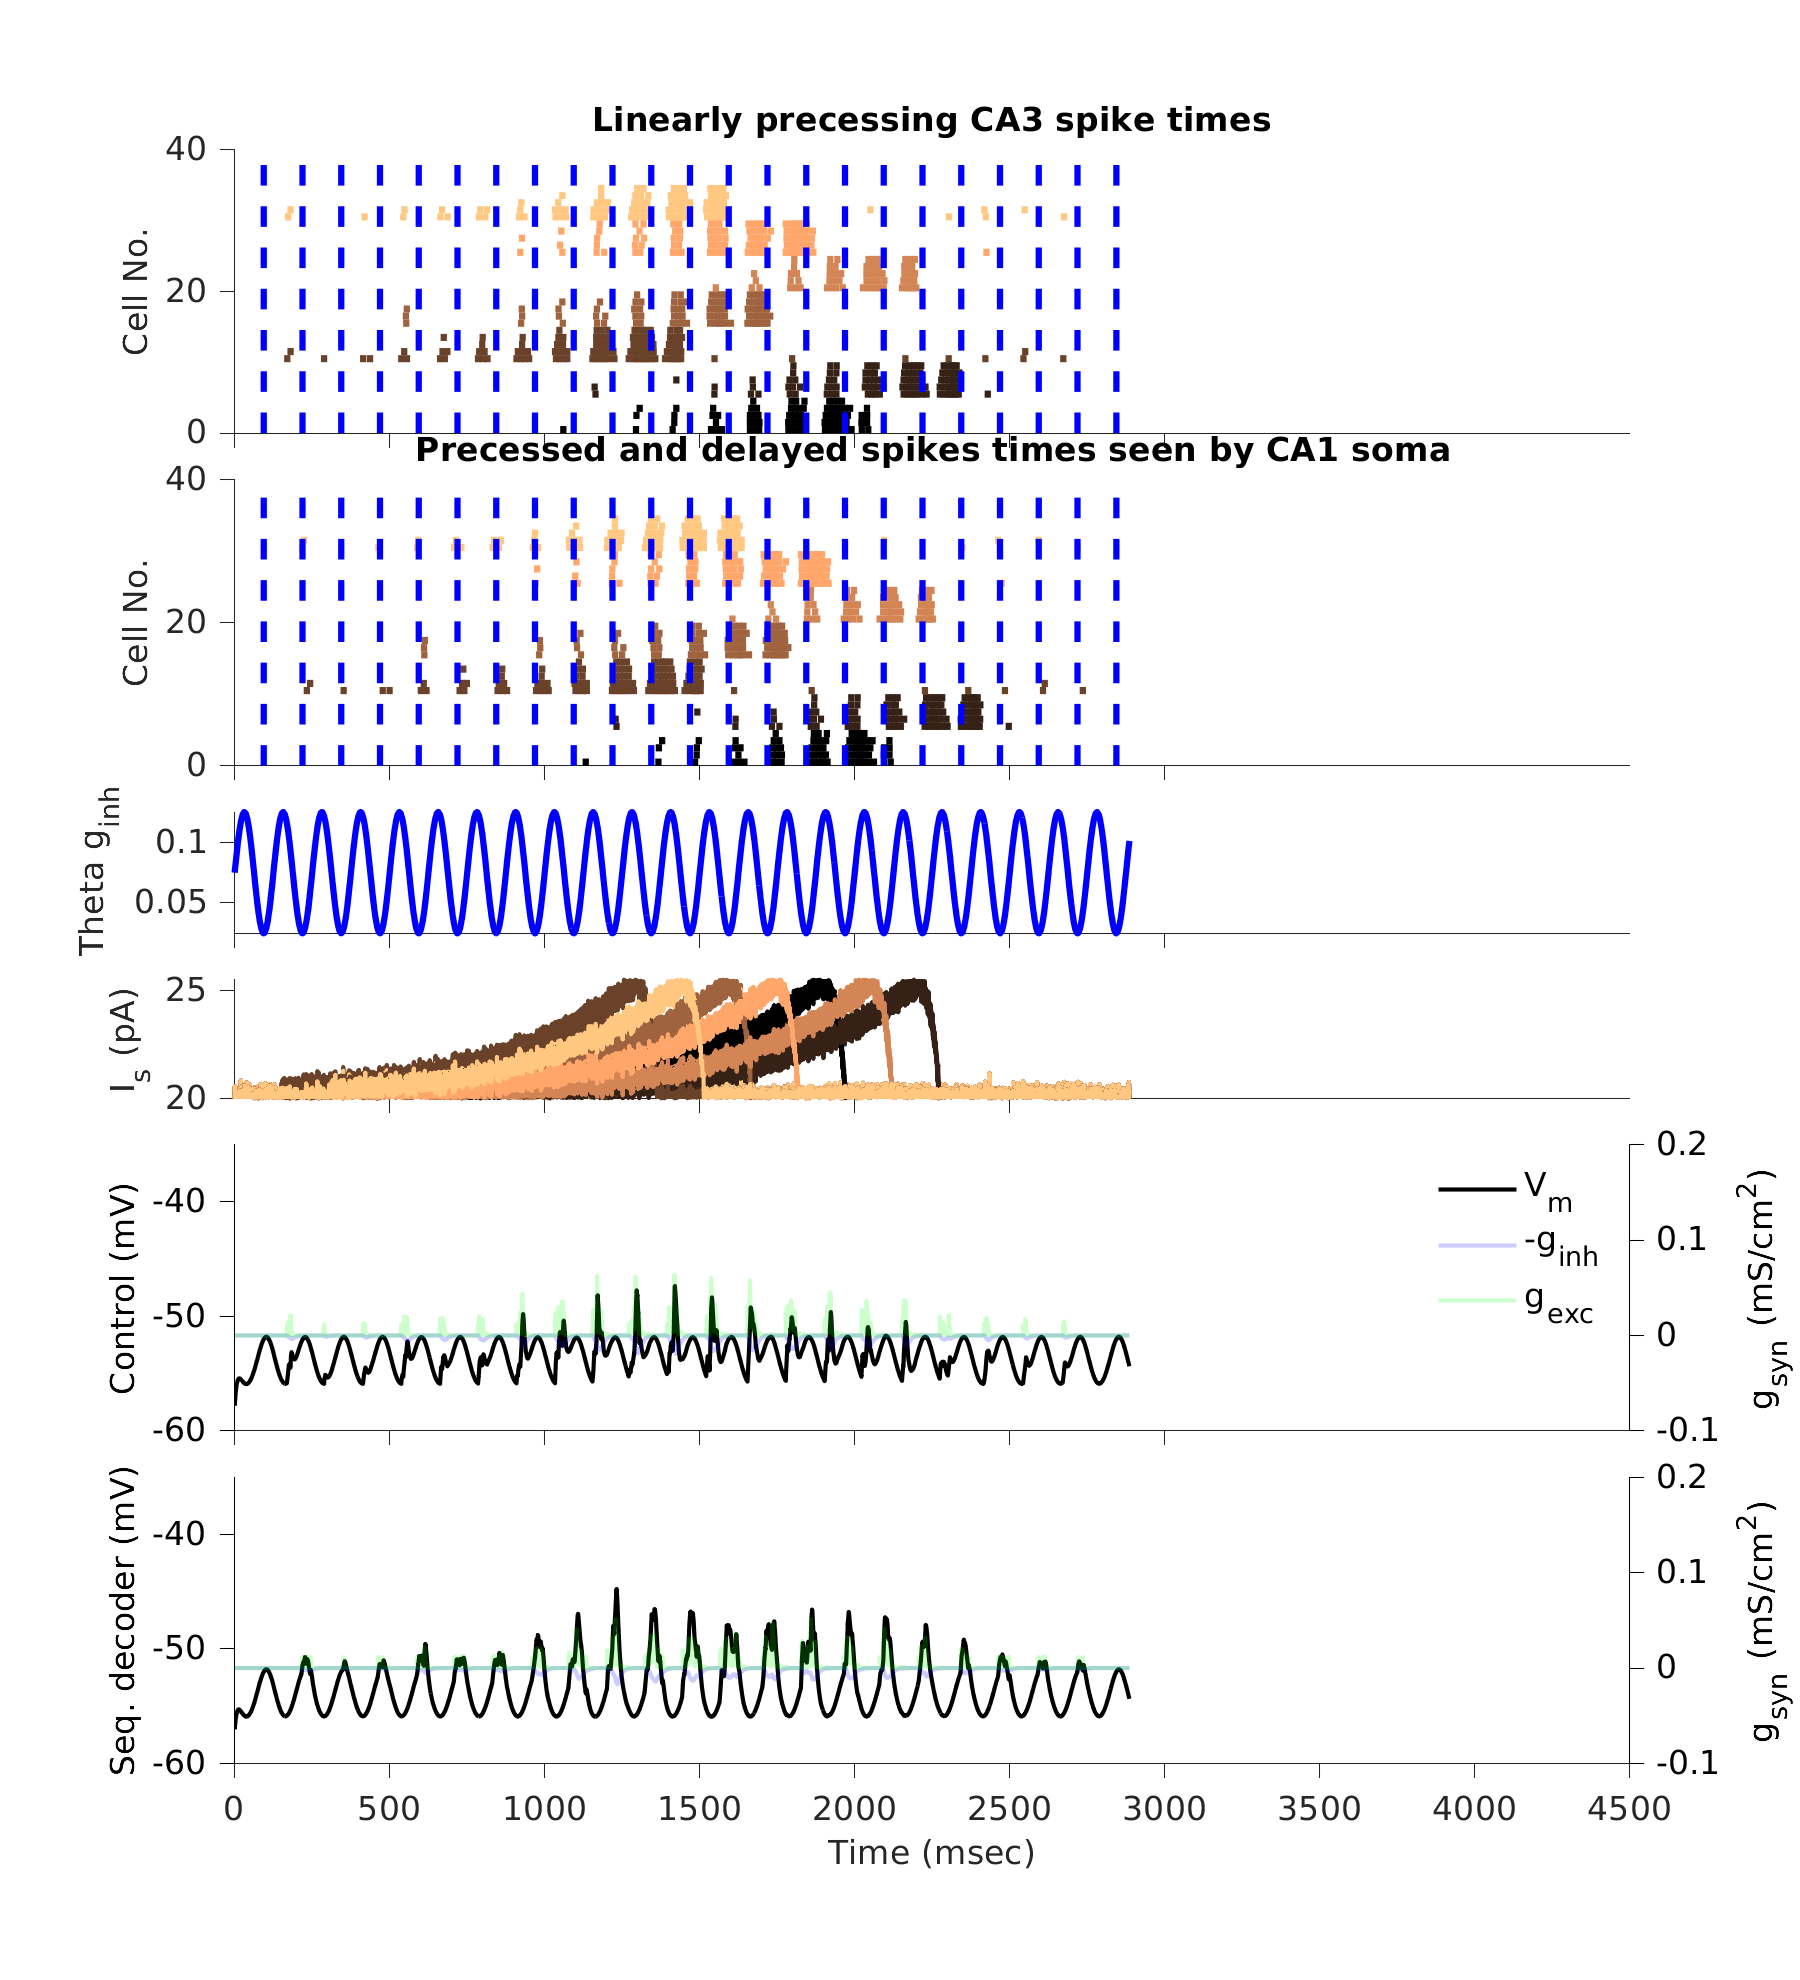 Linearly precessing CA3 spike times
40
20
0
Cell No.
Precessed and delayed spikes times seen by CA1 soma
40
20
0
Cell No.
0.1
0.05
Theta g_inh
25
20
I_s (pA)
-40
-50
-60
Control (mV)
V_m
-g_inh
g_exc
0.2
0.1
0
-0.1
g_syn (mS/cm^2)
-40
-50
-60
Seq. decoder (mV)
0.2
0.1
0
-0.1
g_syn (mS/cm^2)
0 500 1000 1500 2000 2500 3000 3500 4000 4500
Time (msec)